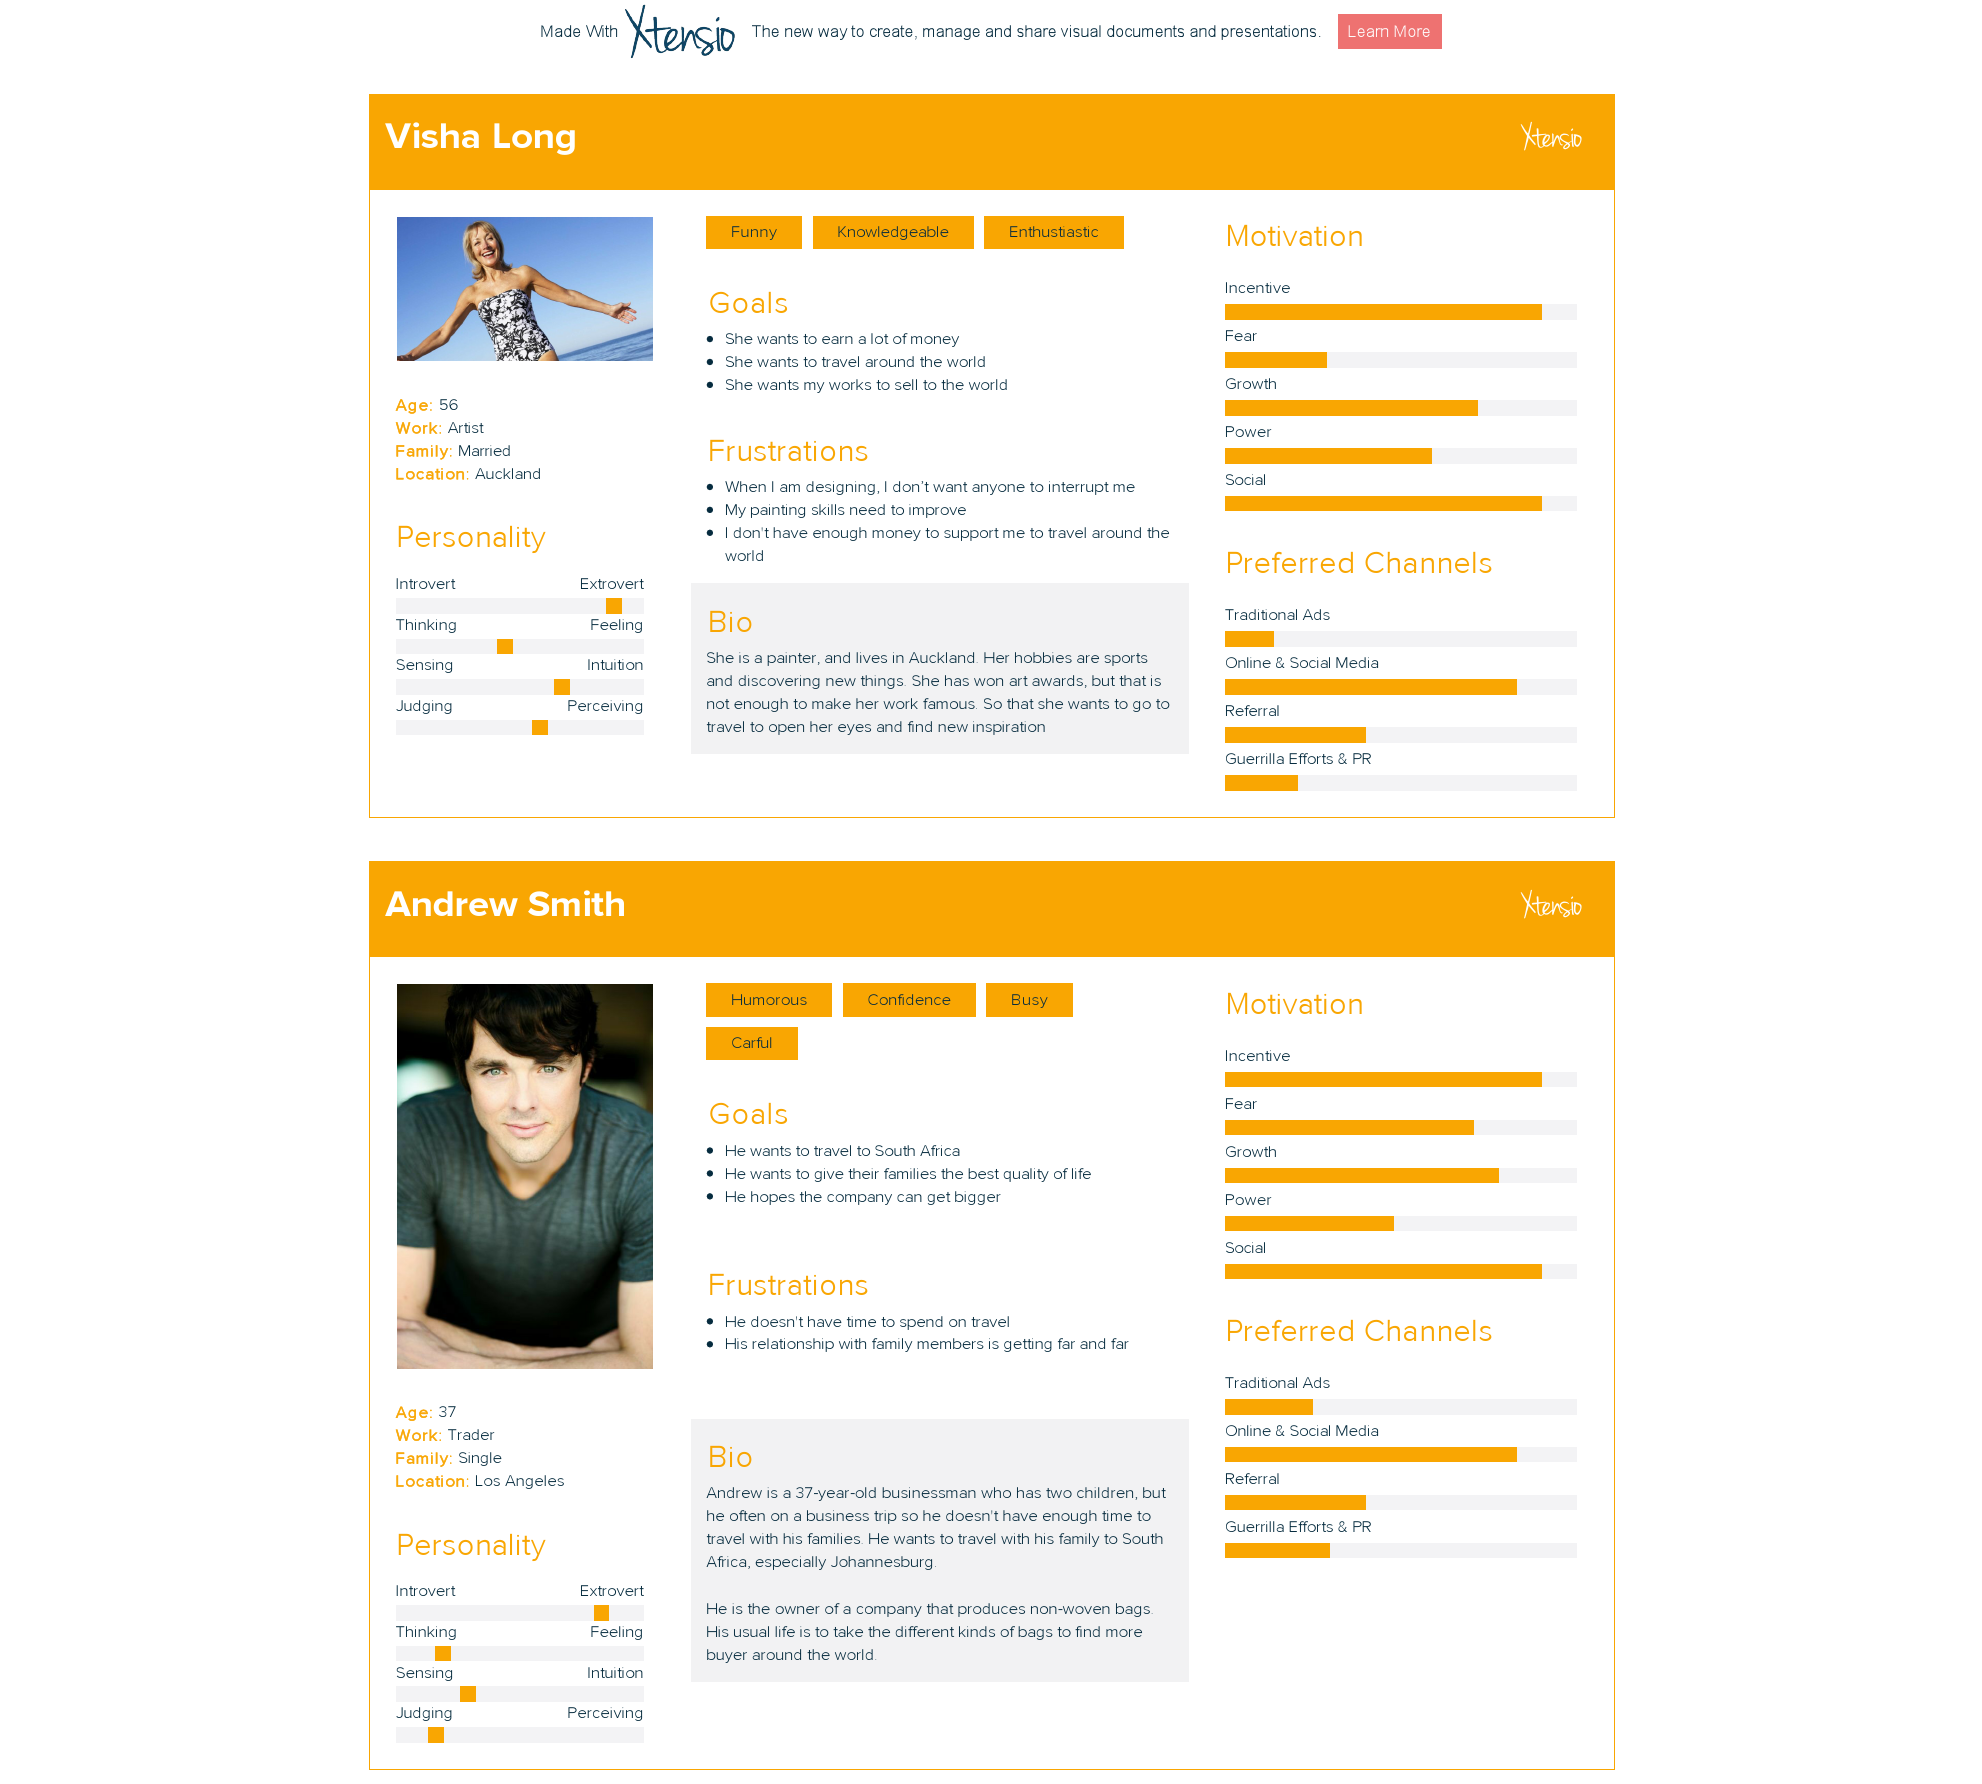 Made With Xtensio The new way to create, manage and share visual documents and presentations. Learn More
Visha Long
Xtensio
Age: 56
Work: Artist
Family: Married
Location: Auckland
Personality
Introvert Extrovert
Thinking Feeling
Sensing Intuition
Judging Perceiving
Funny Knowledgeable Enthustiastic
Goals
She wants to earn a lot of money
She wants to travel around the world
She wants my works to sell to the world
Frustrations
When I am designing, I don't want anyone to interrupt me
My painting skills need to improve
I don't have enough money to support me to travel around the
world
Bio
She is a painter, and lives in Auckland. Her hobbies are sports
and discovering new things. She has won art awards, but that is
not enough to make her work famous. So that she wants to go to
travel to open her eyes and find new inspiration
Motivation
Incentive
Fear
Growth
Power
Social
Preferred Channels
Traditional Ads
Online & Social Media
Referral
Guerrilla Efforts & PR
Andrew Smith
Xtensio
Age: 37
Work: Trader
Family: Single
Location: Los Angeles
Personality
Introvert Extrovert
Thinking Feeling
Sensing Intuition
Judging Perceiving
Humorous Confidence Busy
Carful
Goals
He wants to travel to South Africa
He wants to give their families the best quality of life
He hopes the company can get bigger
Frustrations
He doesn't have time to spend on travel
His relationship with family members is getting far and far
Bio
Andrew is a 37-year-old businessman who has two children, but
he often on a business trip so he doesn't have enough time to
travel with his families. He wants to travel with his family to South
Africa, especially Johannesburg.
He is the owner of a company that produces non-woven bags.
His usual life is to take the different kinds of bags to find more
buyer around the world.
Motivation
Incentive
Fear
Growth
Power
Social
Preferred Channels
Traditional Ads
Online & Social Media
Referral
Guerrilla Efforts & PR